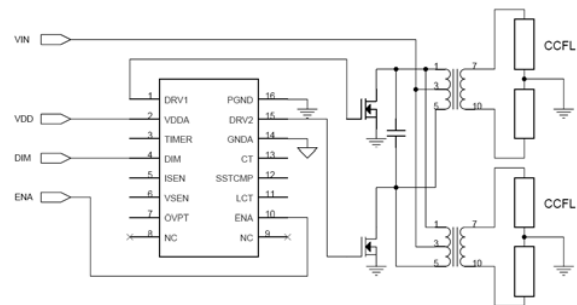 VIN
VDD
DIM
ENA
1 DRV1 PGND 16
2 VDDA DRV2 15
3 TIMER GNDA 14
4 DIM CT 13
5 ISEN SSTCMP 12
6 VSEN LCT 11
7 OVPT ENA 10
8 NC NC 9
1 7
3
5 10
CCFL
1 7
3
5 10
CCFL